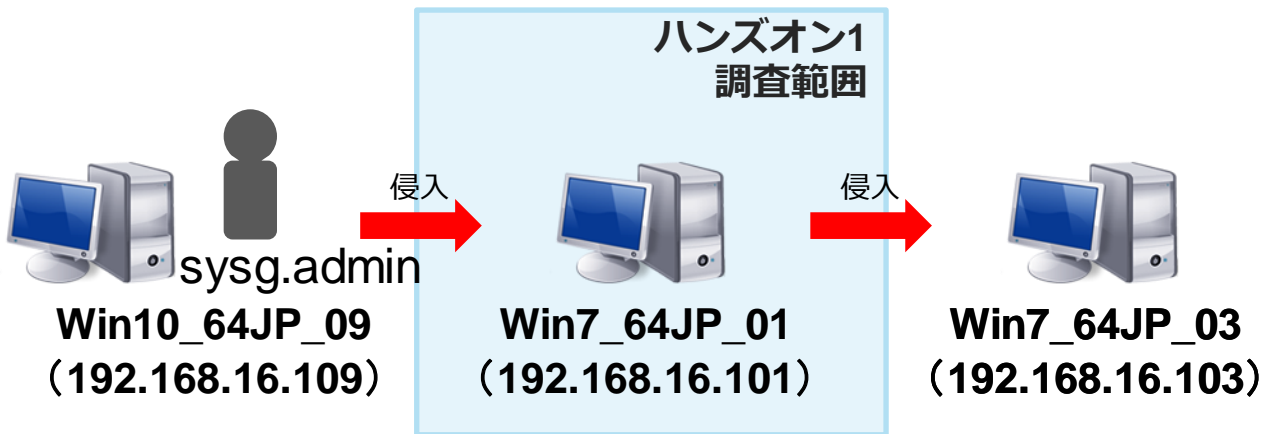 ハンズオン1
調査範囲
侵入
侵入
sysg.admin
Win10_64JP_09
（192.168.16.109）
Win7_64JP_01
（192.168.16.101）
Win7_64JP_03
（192.168.16.103）